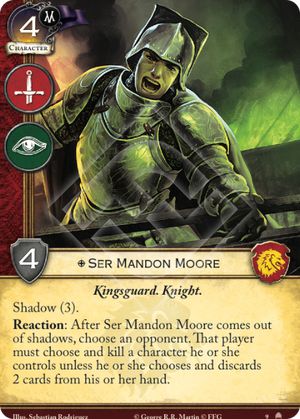 4
CHARACTER
4
SER MANDON MOORE
Kingsguard. Knight.
Shadow (3).
Reaction: After Ser Mandon Moore comes out
of shadows, choose an opponent. That player
must choose and kill a character he or she
controls unless he or she chooses and discards
2 cards from his or her hand.
Illus. Sebastian Rodriguez © George R.R. Martin © FFG 9